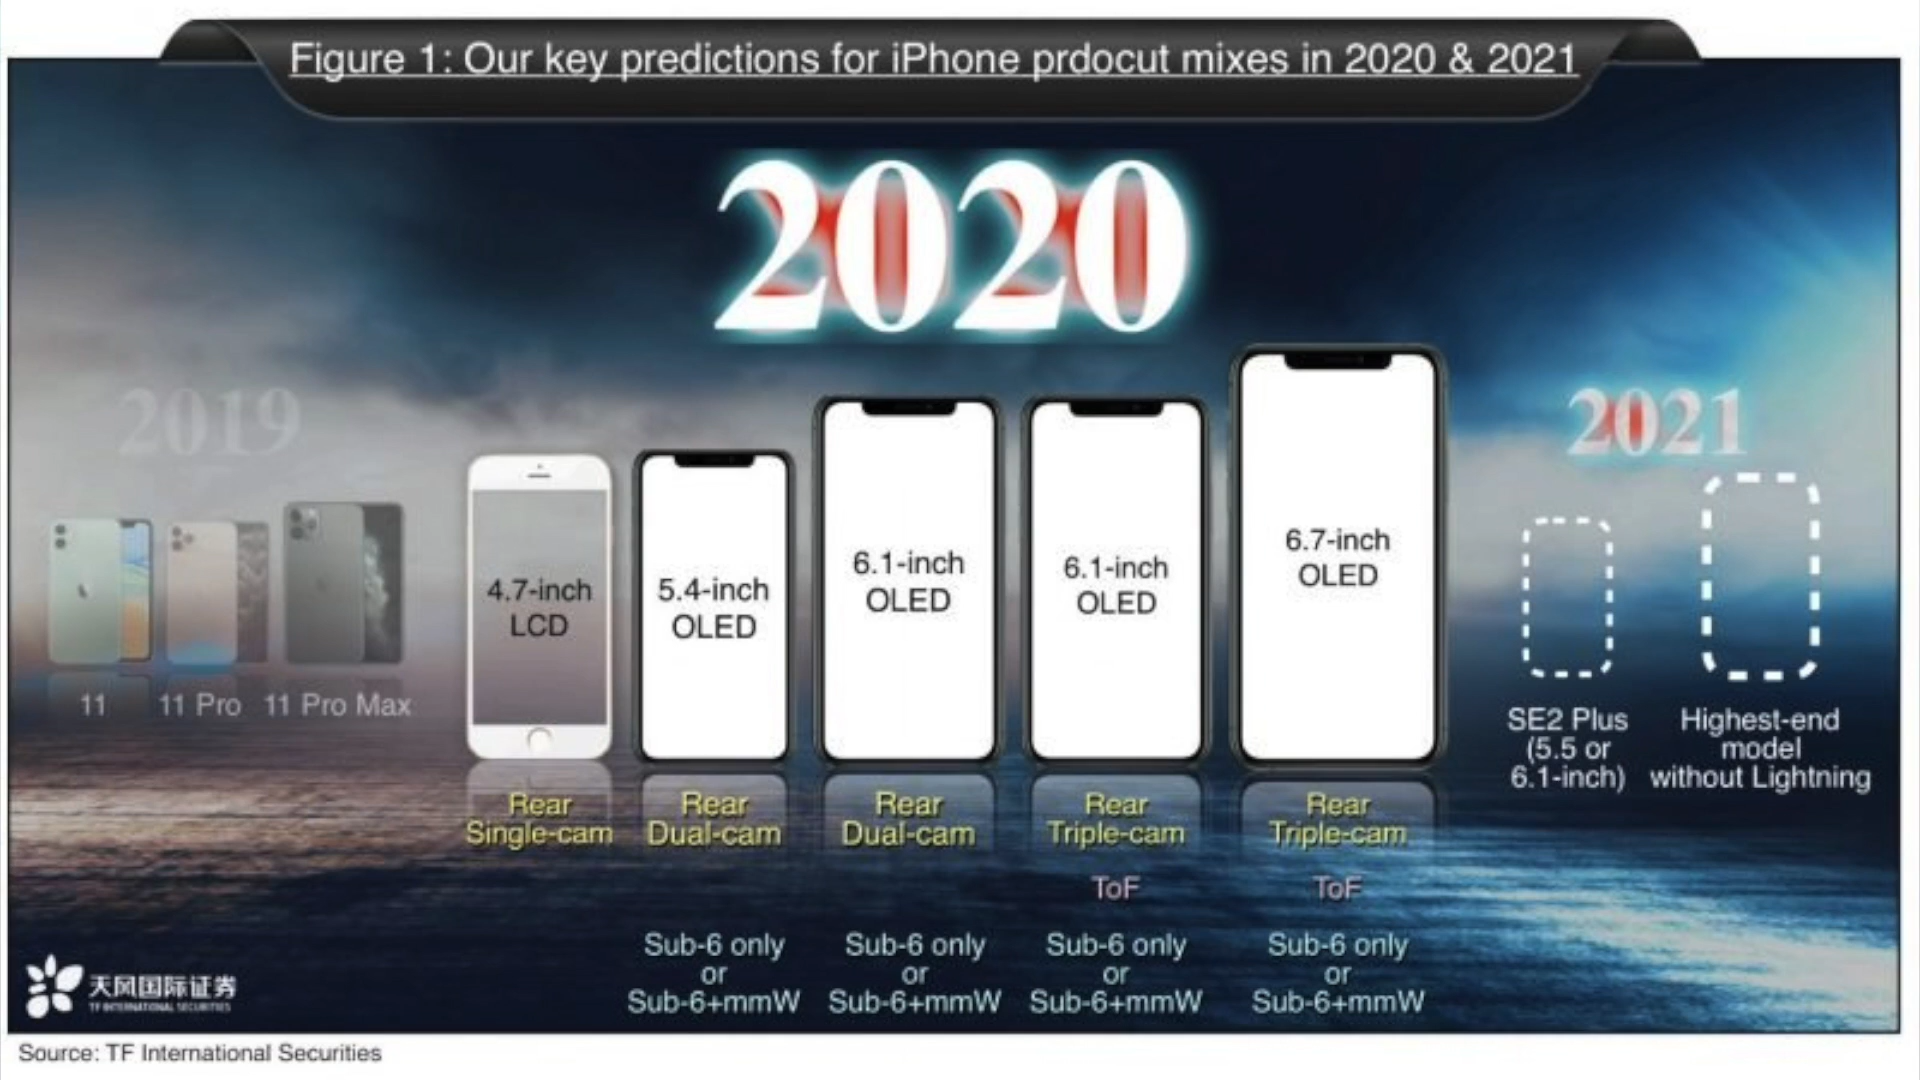 Figure 1: Our key predictions for iPhone prdocut mixes in 2020 & 2021
2020
2019
2021
11
11 Pro
11 Pro Max
4.7-inch
LCD
5.4-inch
OLED
6.1-inch
OLED
6.1-inch
OLED
6.7-inch
OLED
SE2 Plus
(5.5 or
6.1-inch)
Highest-end
model
without Lightning
Rear
Single-cam
Rear
Dual-cam
Rear
Dual-cam
Rear
Triple-cam
Rear
Triple-cam
ToF
ToF
Sub-6 only
or
Sub-6+mmW
Sub-6 only
or
Sub-6+mmW
Sub-6 only
or
Sub-6+mmW
Sub-6 only
or
Sub-6+mmW
天风国际证券
TF INTERNATIONAL SECURITIES
Source: TF International Securities